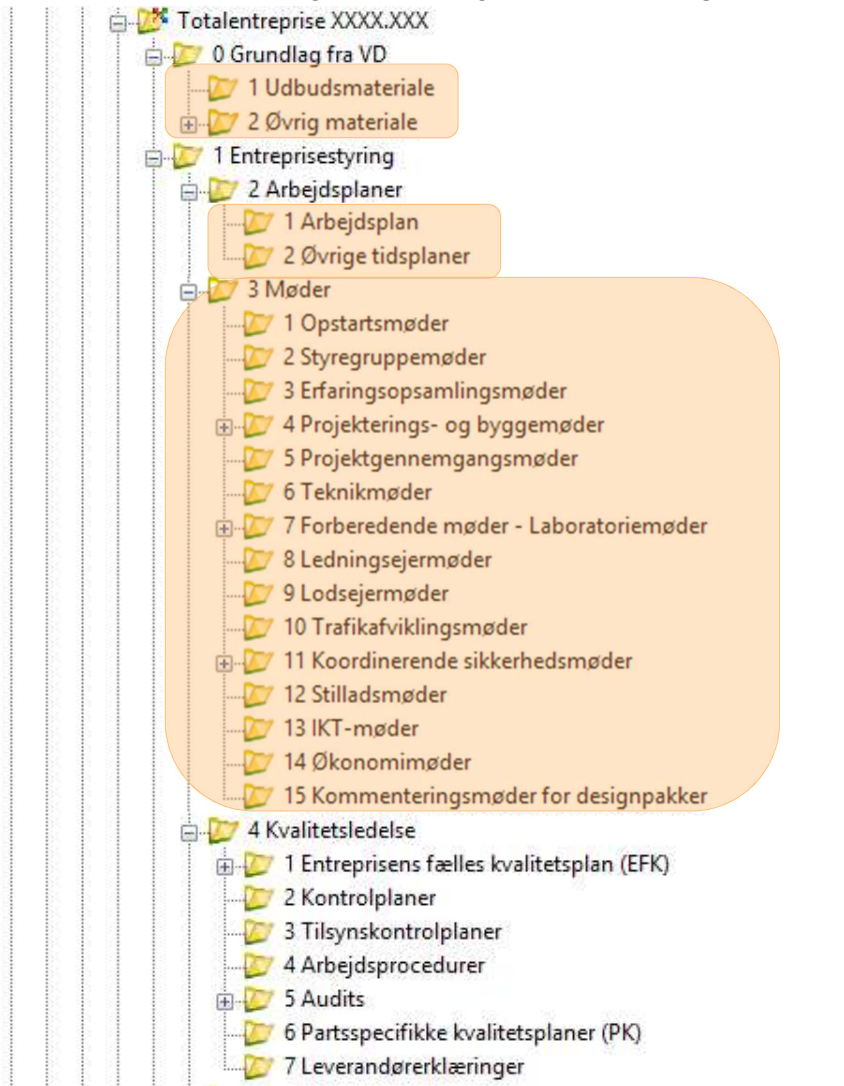 Totalentreprise XXXX.XXX
0 Grundlag fra VD
1 Udbudsmateriale
2 Øvrig materiale
1 Entreprisestyring
2 Arbejdsplaner
1 Arbejdsplan
2 Øvrige tidsplaner
3 Møder
1 Opstartsmøder
2 Styregruppemøder
3 Erfaringsopsamlingsmøder
4 Projekterings- og byggemøder
5 Projektgennemgangsmøder
6 Teknikmøder
7 Forberedende møder - Laboratoriemøder
8 Ledningsejermøder
9 Lodsejermøder
10 Trafikafviklingsmøder
11 Koordinerende sikkerhedsmøder
12 Stilladsmøder
13 IKT-møder
14 Økonomimøder
15 Kommenteringsmøder for designpakker
4 Kvalitetsledelse
1 Entreprisens fælles kvalitetsplan (EFK)
2 Kontrolplaner
3 Tilsynskontrolplaner
4 Arbejdsprocedurer
5 Audits
6 Partsspecifikke kvalitetsplaner (PK)
7 Leverandørerklæringer